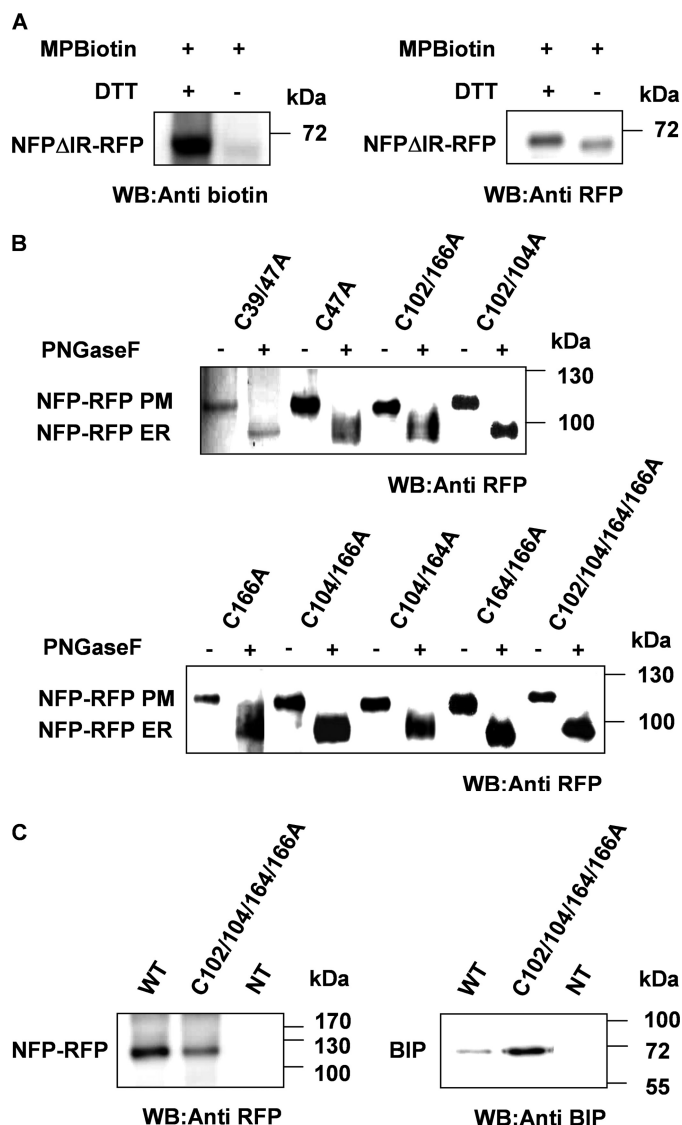 A
MPBiotin + +
DTT + -
kDa
NFPΔIR-RFP
72
WB:Anti biotin
MPBiotin + +
DTT + -
kDa
NFPΔIR-RFP
72
WB:Anti RFP
B
C39/47A C47A C102/166A C102/104A
PNGaseF - + - + - + - +
kDa
130
NFP-RFP PM
NFP-RFP ER
100
WB:Anti RFP
C166A C104/166A C104/164A C164/166A C102/104/164/166A
PNGaseF - + - + - + - + - +
kDa
130
NFP-RFP PM
NFP-RFP ER
100
WB:Anti RFP
C
WT C102/104/164/166A NT
kDa
170
NFP-RFP
130
100
WB:Anti RFP
WT C102/104/164/166A NT
kDa
100
BIP
72
55
WB:Anti BIP